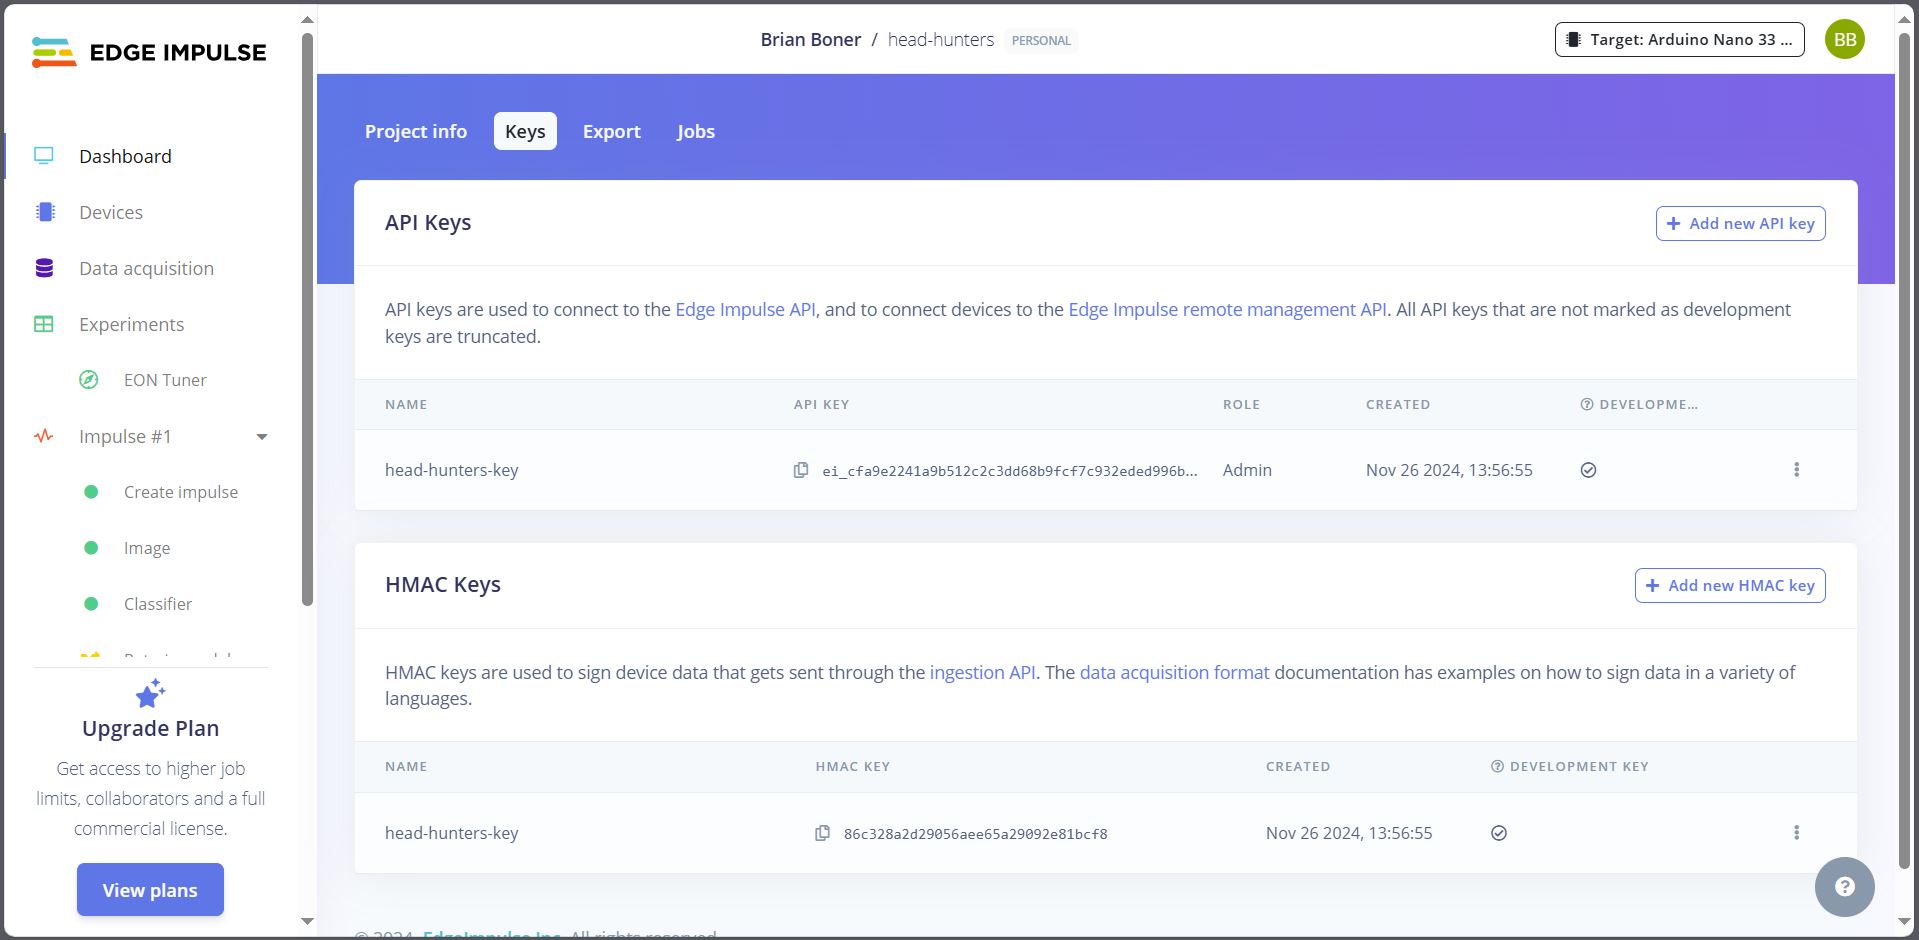 EDGE IMPULSE
Brian Boner / head-hunters PERSONAL
Target: Arduino Nano 33 ...
BB
Dashboard
Devices
Data acquisition
Experiments
EON Tuner
Impulse #1
Create impulse
Image
Classifier
Upgrade Plan
Get access to higher job
limits, collaborators and a full
commercial license.
View plans
Project info Keys Export Jobs
API Keys
+ Add new API key
API keys are used to connect to the Edge Impulse API, and to connect devices to the Edge Impulse remote management API. All API keys that are not marked as development
keys are truncated.
NAME API KEY ROLE CREATED DEVELOPME...
head-hunters-key ei_cfa9e2241a9b512c2c3dd68b9fcf7c932eded996b... Admin Nov 26 2024, 13:56:55
HMAC Keys
+ Add new HMAC key
HMAC keys are used to sign device data that gets sent through the ingestion API. The data acquisition format documentation has examples on how to sign data in a variety of
languages.
NAME HMAC KEY CREATED DEVELOPMENT KEY
head-hunters-key 86c328a2d29056aee65a29092e81bcf8 Nov 26 2024, 13:56:55
© 2024 EdgeImpulse Inc. All rights reserved